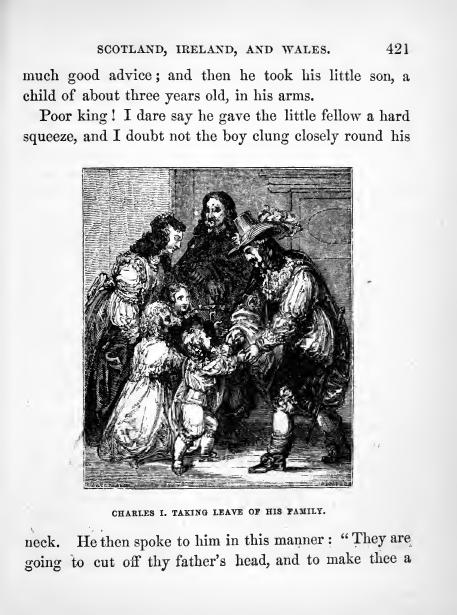 SCOTLAND, IRELAND, AND WALES. 421
much good advice; and then he took his little son, a
child of about three years old, in his arms.
Poor king! I dare say he gave the little fellow a hard
squeeze, and I doubt not the boy clung closely round his
CHARLES I. TAKING LEAVE OF HIS FAMILY.
neck. He then spoke to him in this manner: “They are
going to cut off thy father's head, and to make thee a